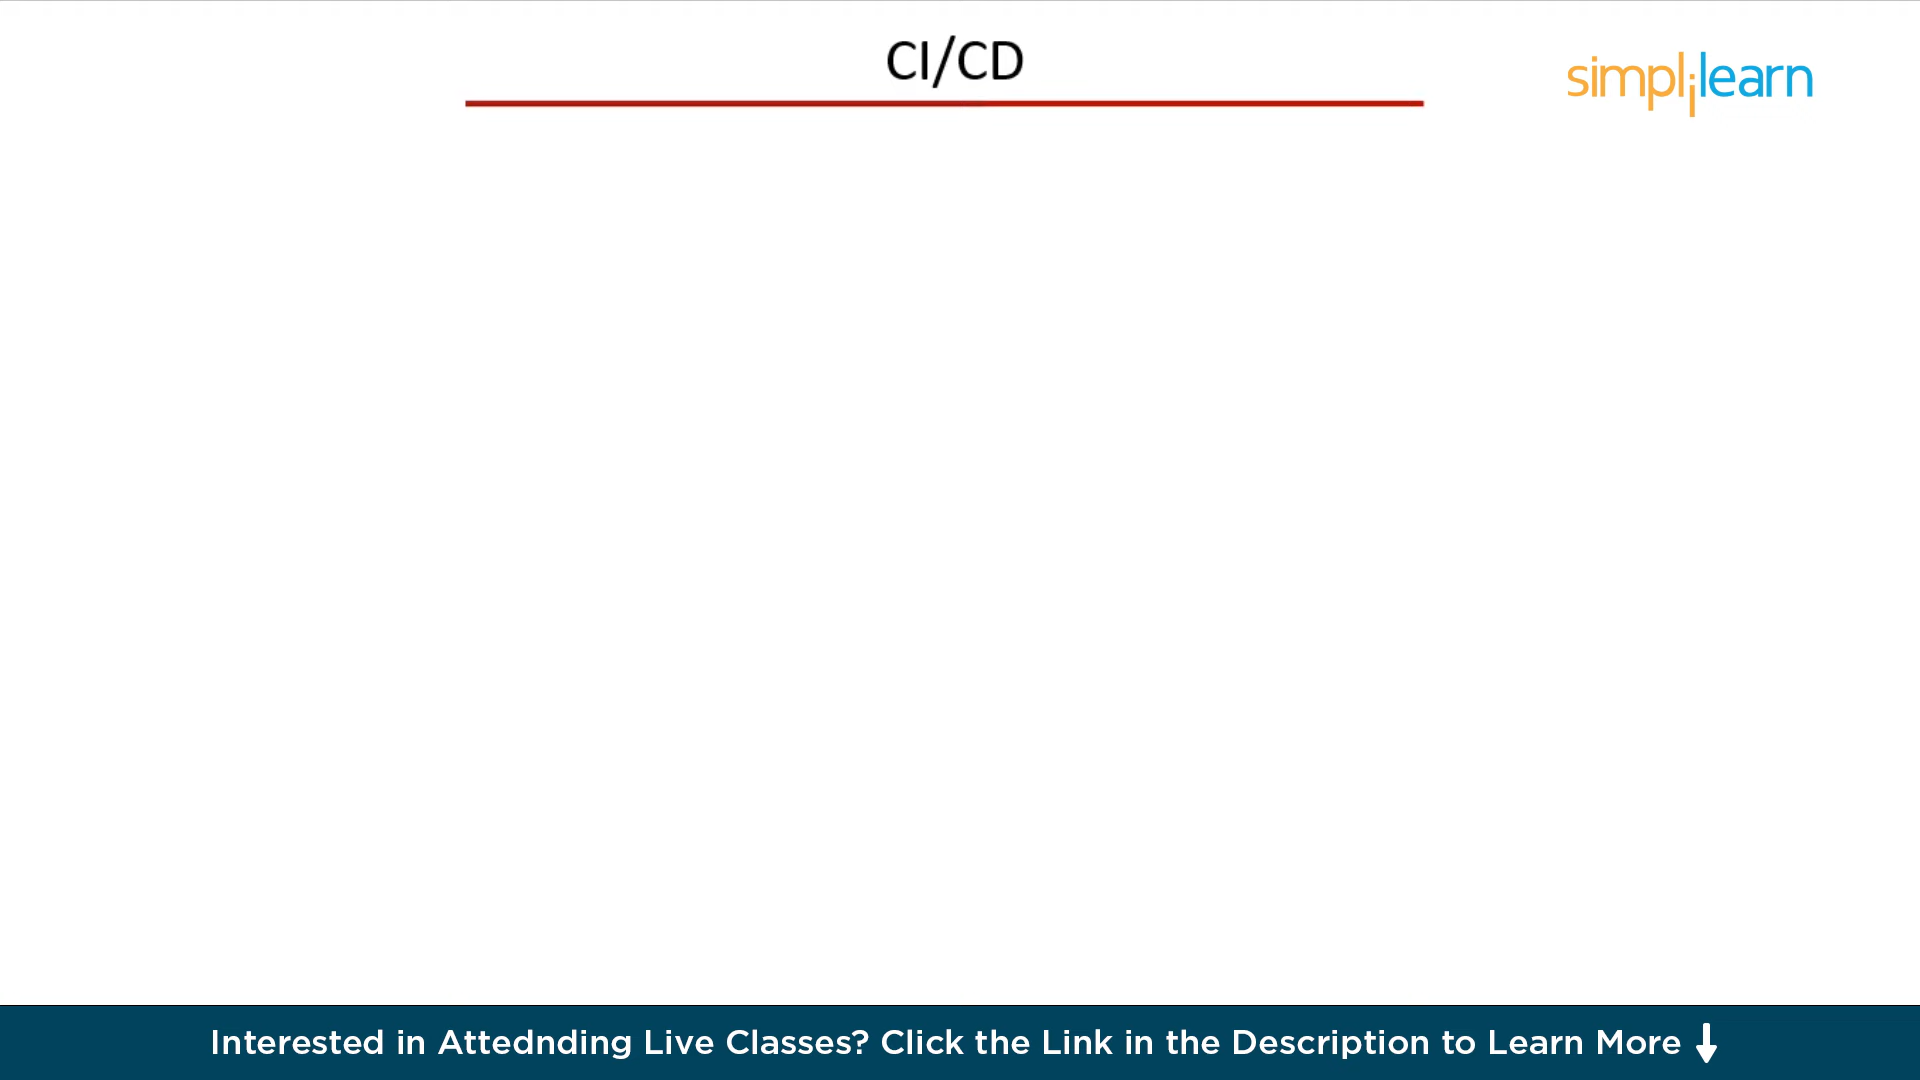 CI/CD
simplilearn
Interested in Attednding Live Classes? Click the Link in the Description to Learn More